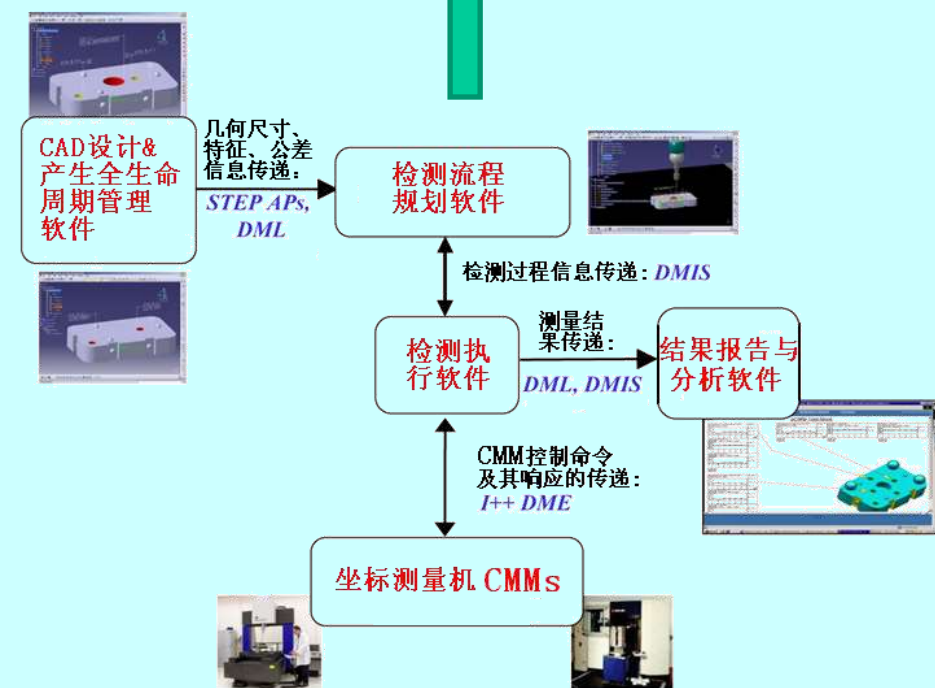 CAD设计&
产生全生命
周期管理
软件
几何尺寸、
特征、公差
信息传递：
STEP APs,
DML
检测流程
规划软件
检测过程信息传递：DMIS
检测执
行软件
测量结
果传递：
DML, DMIS
结果报告与
分析软件
CMM控制命令
及其响应的传递：
I++ DME
坐标测量机 CMMs